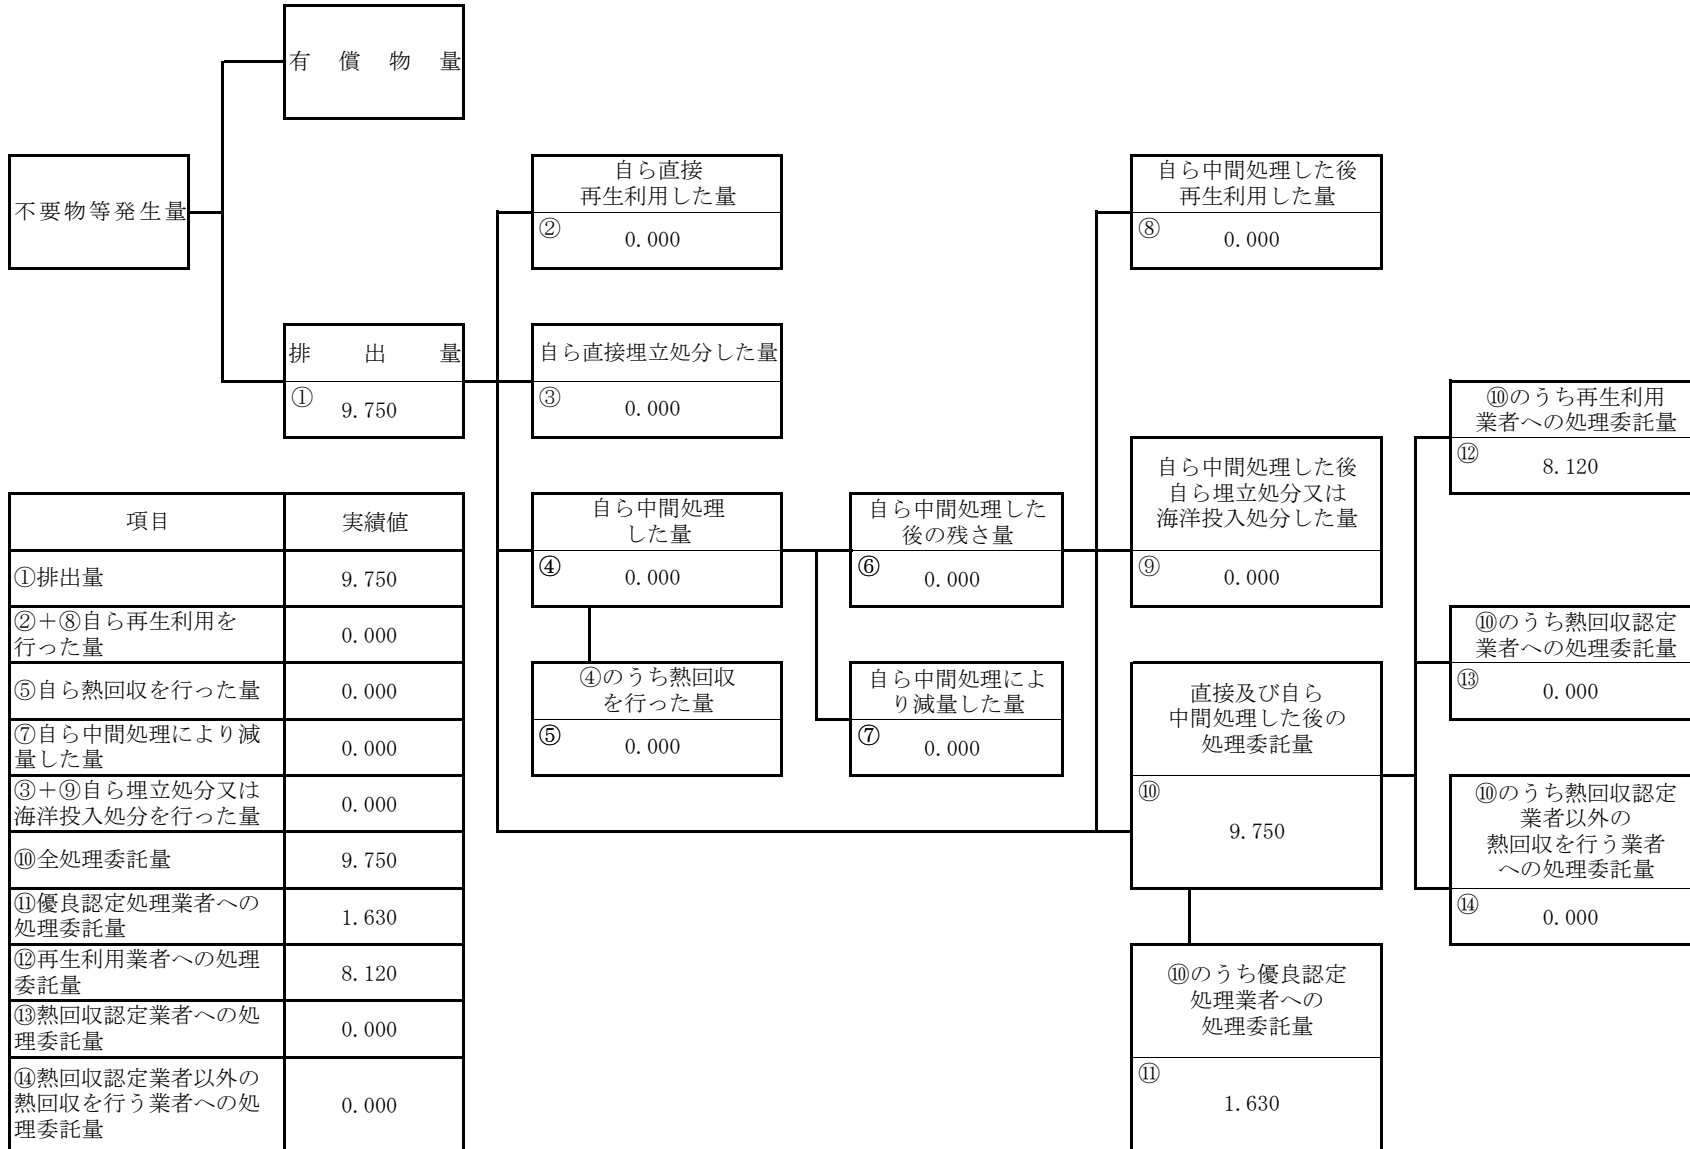 有償物量
不要物等発生量
自ら直接
再生利用した量
② 0.000
自ら中間処理した後
再生利用した量
⑧ 0.000
排出量
① 9.750
自ら直接埋立処分した量
③ 0.000
自ら中間処理
した量
④ 0.000
自ら中間処理した
後の残さ量
⑥ 0.000
自ら中間処理した後
自ら埋立処分又は
海洋投入処分した量
⑨ 0.000
⑩のうち再生利用
業者への処理委託量
⑫ 8.120
④のうち熱回収
を行った量
⑤ 0.000
自ら中間処理によ
り減量した量
⑦ 0.000
直接及び自ら
中間処理した後の
処理委託量
⑩ 9.750
⑩のうち熱回収認定
業者への処理委託量
⑬ 0.000
⑩のうち熱回収認定
業者以外の
熱回収を行う業者
への処理委託量
⑭ 0.000
⑩のうち優良認定
処理業者への
処理委託量
⑪ 1.630
項目 実績値
①排出量 9.750
②+⑧自ら再生利用を
行った量 0.000
⑤自ら熱回収を行った量 0.000
⑦自ら中間処理により減
量した量 0.000
③+⑨自ら埋立処分又は
海洋投入処分を行った量 0.000
⑩全処理委託量 9.750
⑪優良認定処理業者への
処理委託量 1.630
⑫再生利用業者への処理
委託量 8.120
⑬熱回収認定業者への処
理委託量 0.000
⑭熱回収認定業者以外の
熱回収を行う業者への処
理委託量 0.000